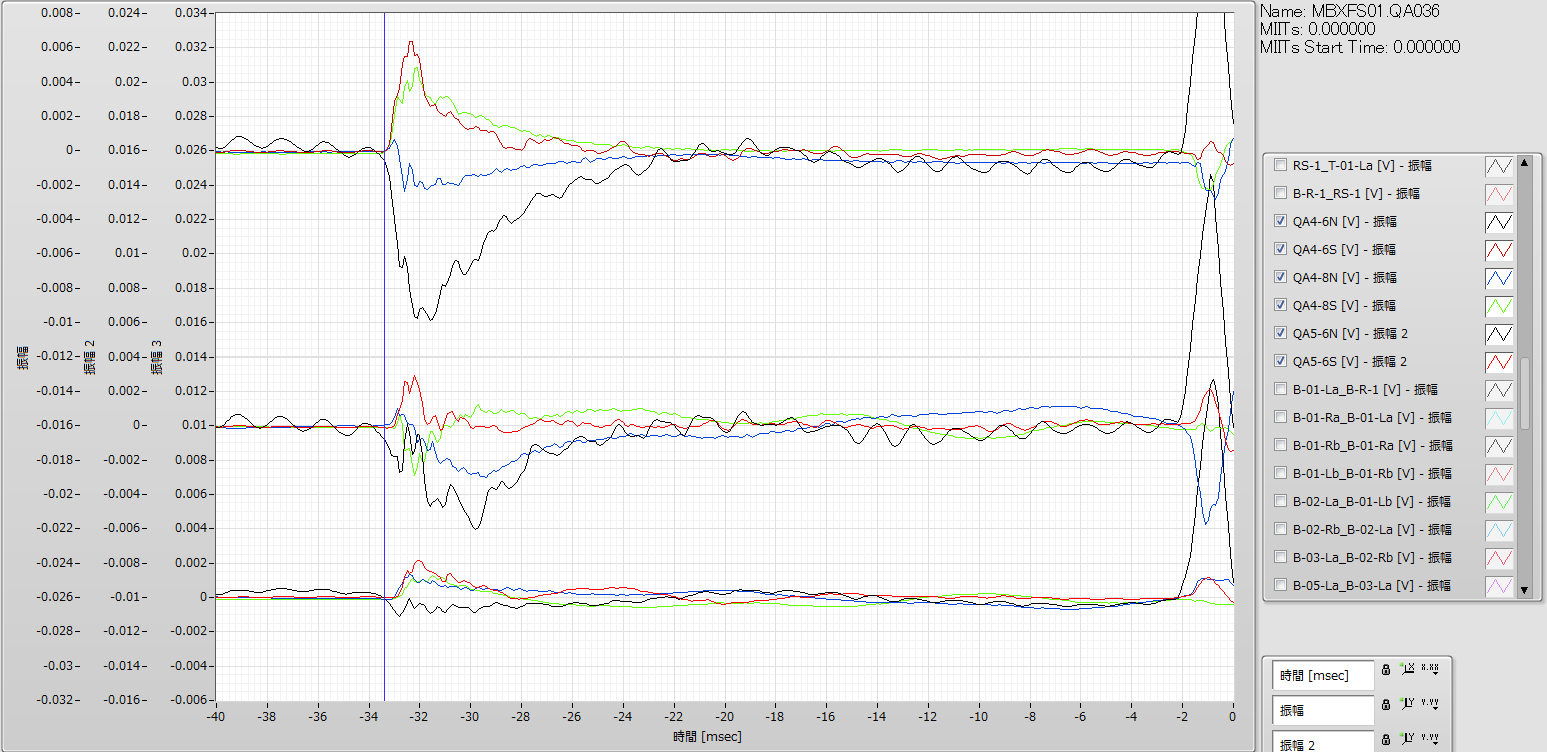 Name: MBXFS01.QA036
MIITs: 0.000000
MIITs Start Time: 0.000000
0.008
0.006
0.004
0.002
0
-0.002
-0.004
-0.006
-0.008
-0.01
-0.012
-0.014
-0.016
-0.018
-0.02
-0.022
-0.024
-0.026
-0.028
-0.03
-0.032
振幅
0.024
0.022
0.02
0.018
0.016
0.014
0.012
0.01
0.008
0.006
0.004
0.002
0
-0.002
-0.004
-0.006
-0.008
-0.01
-0.012
-0.014
-0.016
振幅 2
0.034
0.032
0.03
0.028
0.026
0.024
0.022
0.02
0.018
0.016
0.014
0.012
0.01
0.008
0.006
0.004
0.002
0
-0.002
-0.004
-0.006
振幅 3
-40 -38 -36 -34 -32 -30 -28 -26 -24 -22 -20 -18 -16 -14 -12 -10 -8 -6 -4 -2 0
時間 [msec]
RS-1_T-01-La [V] - 振幅
B-R-1_RS-1 [V] - 振幅
QA4-6N [V] - 振幅
QA4-6S [V] - 振幅
QA4-8N [V] - 振幅
QA4-8S [V] - 振幅
QA5-6N [V] - 振幅 2
QA5-6S [V] - 振幅 2
B-01-La_B-R-1 [V] - 振幅
B-01-Ra_B-01-La [V] - 振幅
B-01-Rb_B-01-Ra [V] - 振幅
B-01-Lb_B-01-Rb [V] - 振幅
B-02-La_B-01-Lb [V] - 振幅
B-02-Rb_B-02-La [V] - 振幅
B-03-La_B-02-Rb [V] - 振幅
B-05-La_B-03-La [V] - 振幅
時間 [msec] X X.XX
振幅 Y Y.YY
振幅 2 Y Y.YY